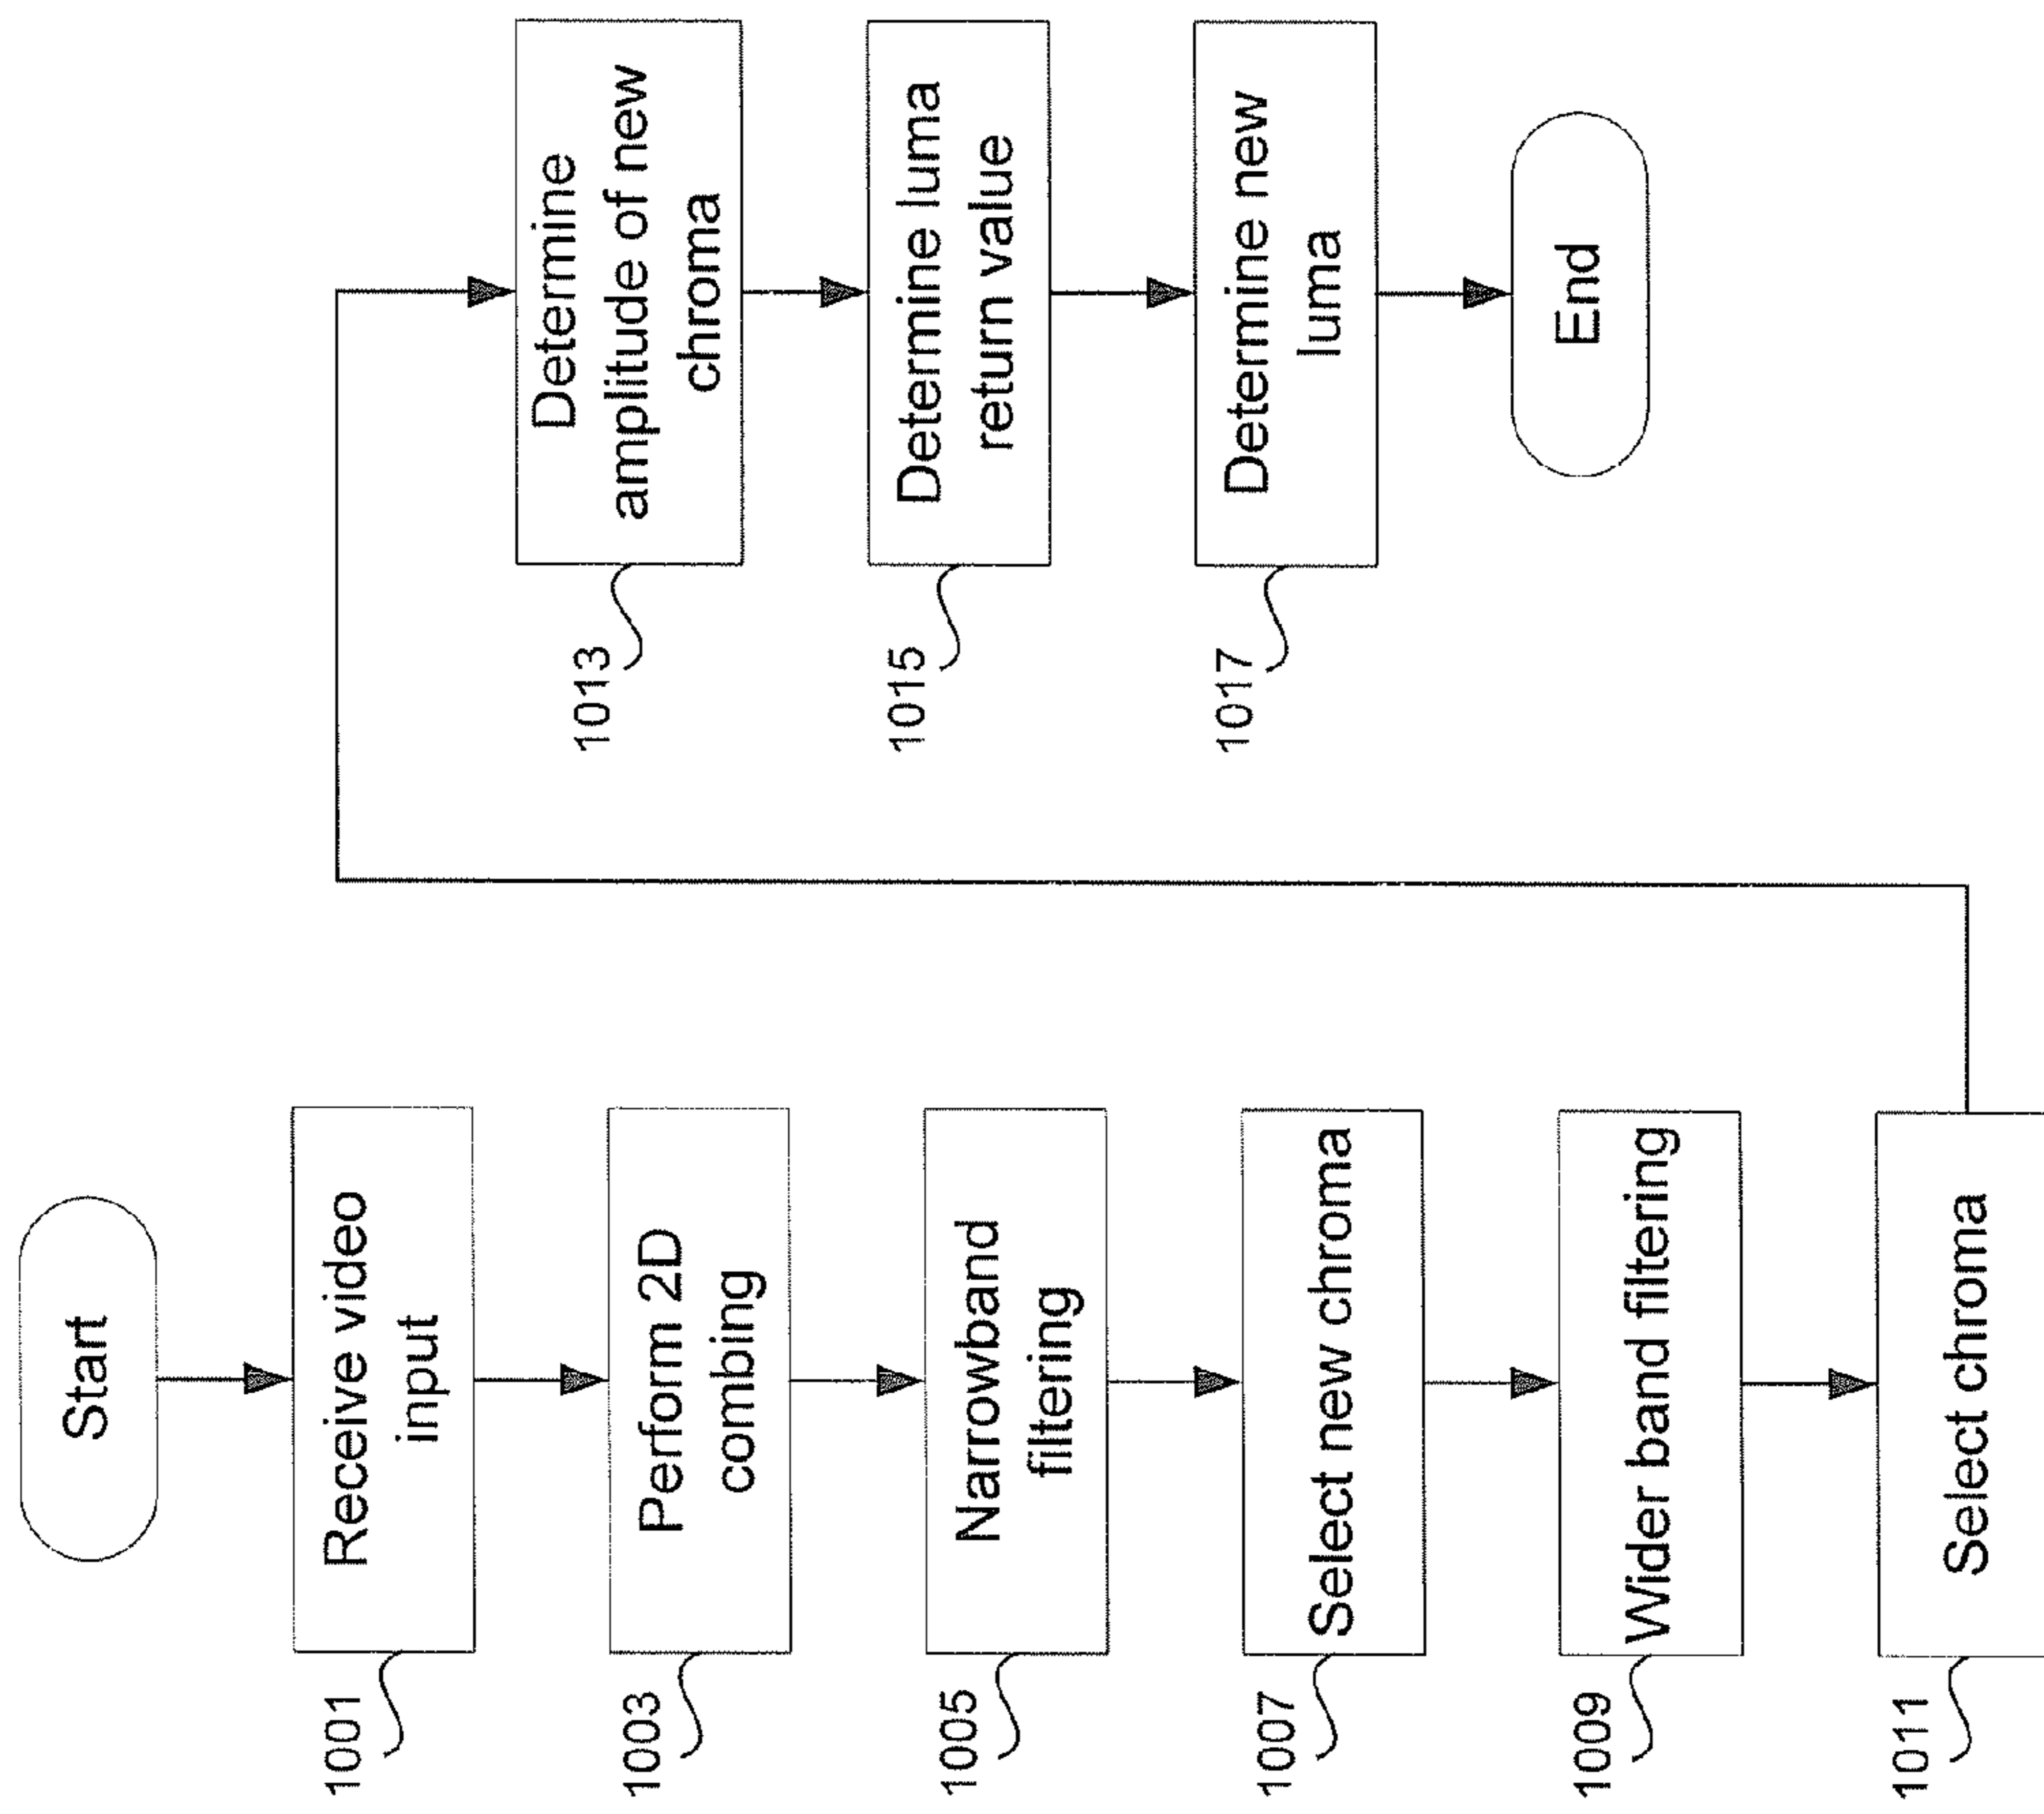 Start
1001
Receive video
input
1003
Perform 2D
combing
1005
Narrowband
filtering
1007
Select new chroma
1009
Wider band filtering
1011
Select chroma
1013
Determine
amplitude of new
chroma
1015
Determine luma
return value
1017
Determine new
luma
End